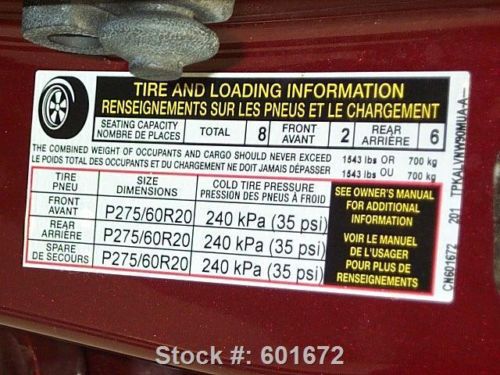 TIRE AND LOADING INFORMATION
RENSEIGNEMENTS SUR LES PNEUS ET LE CHARGEMENT
SEATING CAPACITY
NOMBRE DE PLACES
TOTAL 8
FRONT
AVANT
2
REAR
ARRIÈRE
6
THE COMBINED WEIGHT OF OCCUPANTS AND CARGO SHOULD NEVER EXCEED 1543 lbs OR 700 kg
LE POIDS TOTAL DES OCCUPANTS ET DU CHARGEMENT NE DOIT JAMAIS DÉPASSER 1543 lbs OU 700 kg
TIRE
PNEU
SIZE
DIMENSIONS
COLD TIRE PRESSURE
PRESSION DES PNEUS À FROID
FRONT
AVANT
P275/60R20 240 kPa (35 psi)
REAR
ARRIÈRE
P275/60R20 240 kPa (35 psi)
SPARE
DE SECOURS
P275/60R20 240 kPa (35 psi)
SEE OWNER'S MANUAL
FOR ADDITIONAL
INFORMATION
VOIR LE MANUEL
DE L'USAGER
POUR PLUS DE
RENSEIGNEMENTS
CN601672 201
Stock #: 601672